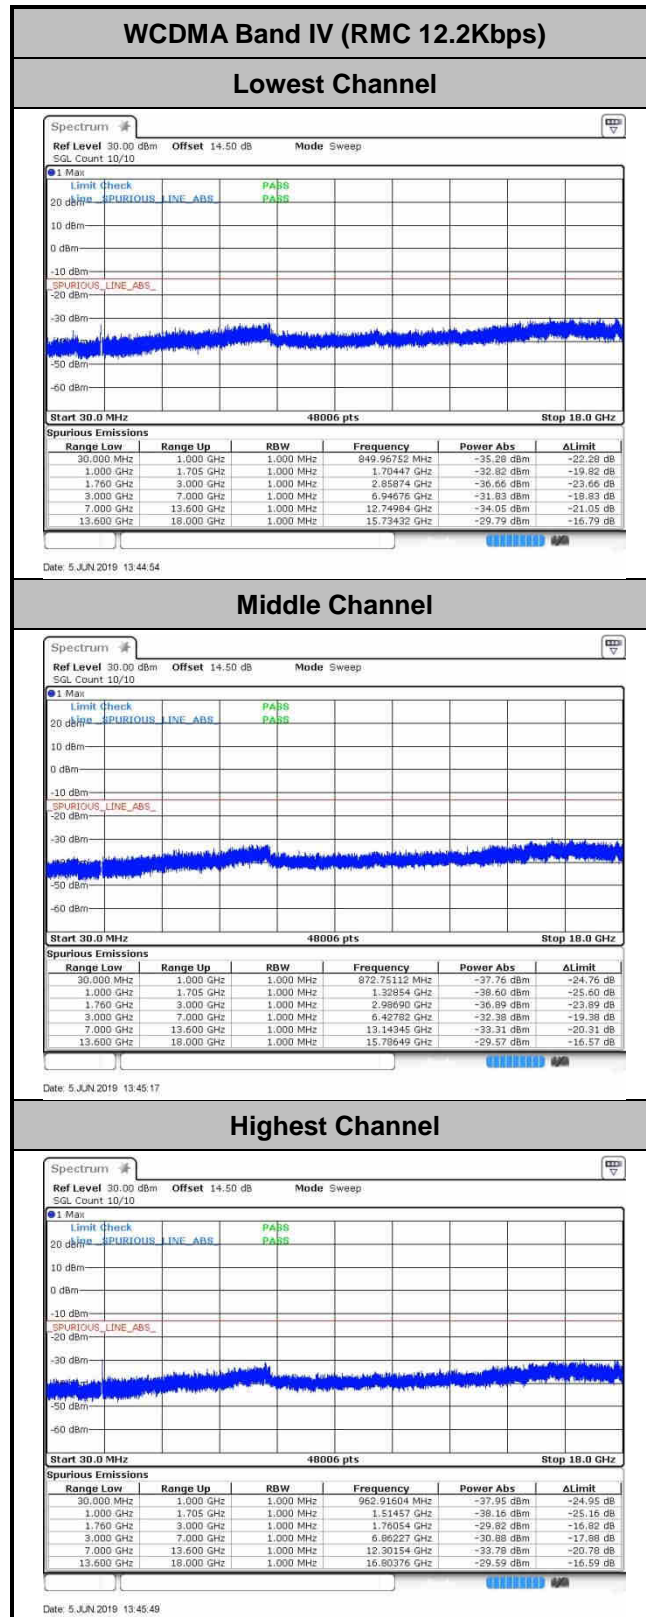 WCDMA Band IV (RMC 12.2Kbps)
Lowest Channel
Spectrum
Ref Level 30.00 dBm Offset 14.50 dB Mode Sweep
SGL Count 10/10
1 Max
Limit Check PASS
Line _SPURIOUS_LINE_ABS_ PASS
20 dBm
10 dBm
0 dBm
-10 dBm
_SPURIOUS_LINE_ABS_
-20 dBm
-30 dBm
-50 dBm
-60 dBm
Start 30.0 MHz 48006 pts Stop 18.0 GHz
Spurious Emissions
Range Low Range Up RBW Frequency Power Abs ΔLimit
30.000 MHz 1.000 GHz 1.000 MHz 849.96752 MHz -35.28 dBm -22.28 dB
1.000 GHz 1.705 GHz 1.000 MHz 1.70447 GHz -32.82 dBm -19.82 dB
1.760 GHz 3.000 GHz 1.000 MHz 2.85874 GHz -36.66 dBm -23.66 dB
3.000 GHz 7.000 GHz 1.000 MHz 6.94676 GHz -31.83 dBm -18.83 dB
7.000 GHz 13.600 GHz 1.000 MHz 12.74984 GHz -34.05 dBm -21.05 dB
13.600 GHz 18.000 GHz 1.000 MHz 15.73432 GHz -29.79 dBm -16.79 dB
Date: 5.JUN.2019 13:44:54
Middle Channel
Spectrum
Ref Level 30.00 dBm Offset 14.50 dB Mode Sweep
SGL Count 10/10
1 Max
Limit Check PASS
Line _SPURIOUS_LINE_ABS_ PASS
20 dBm
10 dBm
0 dBm
-10 dBm
_SPURIOUS_LINE_ABS_
-20 dBm
-30 dBm
-50 dBm
-60 dBm
Start 30.0 MHz 48006 pts Stop 18.0 GHz
Spurious Emissions
Range Low Range Up RBW Frequency Power Abs ΔLimit
30.000 MHz 1.000 GHz 1.000 MHz 872.75112 MHz -37.76 dBm -24.76 dB
1.000 GHz 1.705 GHz 1.000 MHz 1.32854 GHz -38.60 dBm -25.60 dB
1.760 GHz 3.000 GHz 1.000 MHz 2.98690 GHz -36.89 dBm -23.89 dB
3.000 GHz 7.000 GHz 1.000 MHz 6.42782 GHz -32.38 dBm -19.38 dB
7.000 GHz 13.600 GHz 1.000 MHz 13.14345 GHz -33.31 dBm -20.31 dB
13.600 GHz 18.000 GHz 1.000 MHz 15.78649 GHz -29.57 dBm -16.57 dB
Date: 5.JUN.2019 13:45:17
Highest Channel
Spectrum
Ref Level 30.00 dBm Offset 14.50 dB Mode Sweep
SGL Count 10/10
1 Max
Limit Check PASS
Line _SPURIOUS_LINE_ABS_ PASS
20 dBm
10 dBm
0 dBm
-10 dBm
_SPURIOUS_LINE_ABS_
-20 dBm
-30 dBm
-50 dBm
-60 dBm
Start 30.0 MHz 48006 pts Stop 18.0 GHz
Spurious Emissions
Range Low Range Up RBW Frequency Power Abs ΔLimit
30.000 MHz 1.000 GHz 1.000 MHz 962.91604 MHz -37.95 dBm -24.95 dB
1.000 GHz 1.705 GHz 1.000 MHz 1.51457 GHz -38.16 dBm -25.16 dB
1.760 GHz 3.000 GHz 1.000 MHz 1.76054 GHz -29.82 dBm -16.82 dB
3.000 GHz 7.000 GHz 1.000 MHz 6.86227 GHz -30.88 dBm -17.88 dB
7.000 GHz 13.600 GHz 1.000 MHz 12.30154 GHz -33.78 dBm -20.78 dB
13.600 GHz 18.000 GHz 1.000 MHz 16.80376 GHz -29.59 dBm -16.59 dB
Date: 5.JUN.2019 13:45:49